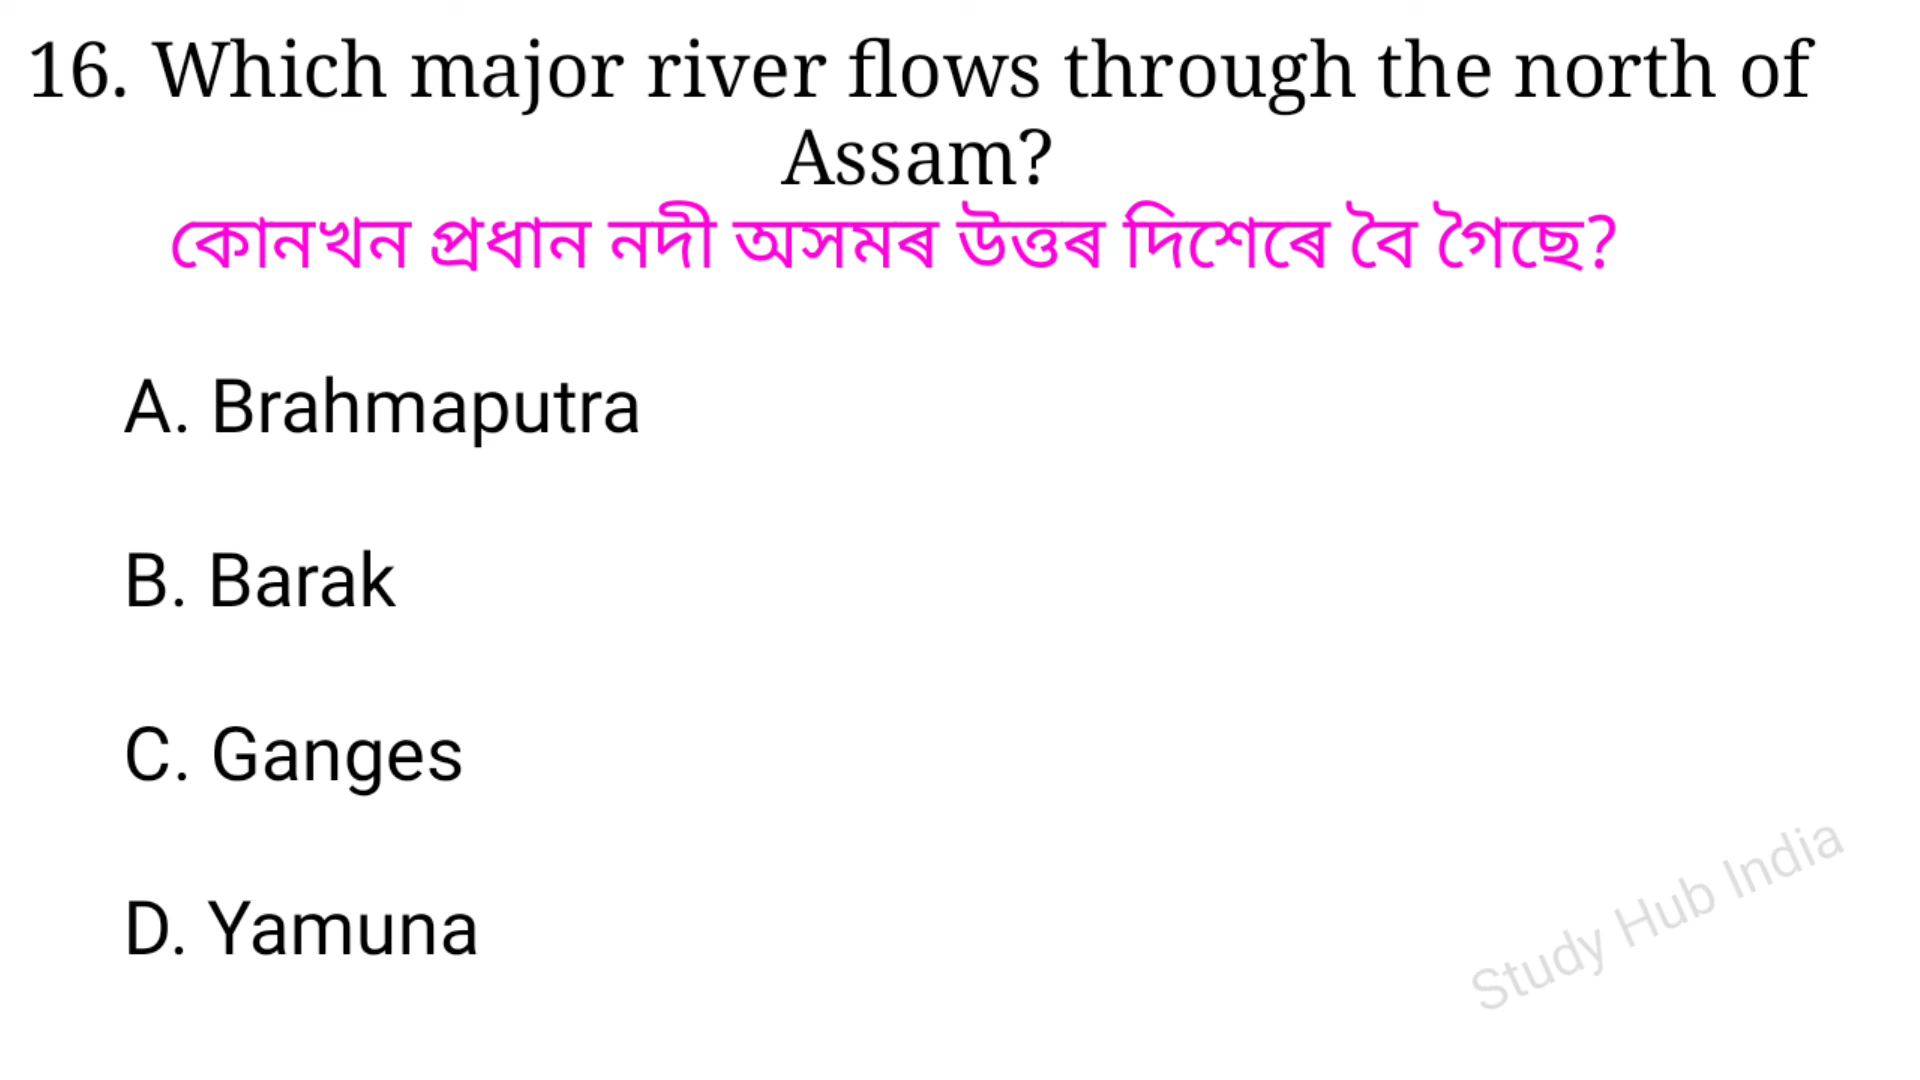 16. Which major river flows through the north of
Assam?
কোনখন প্ৰধান নদী অসমৰ উত্তৰ দিশেৰে বৈ গৈছে?
A. Brahmaputra
B. Barak
C. Ganges
D. Yamuna
Study Hub India